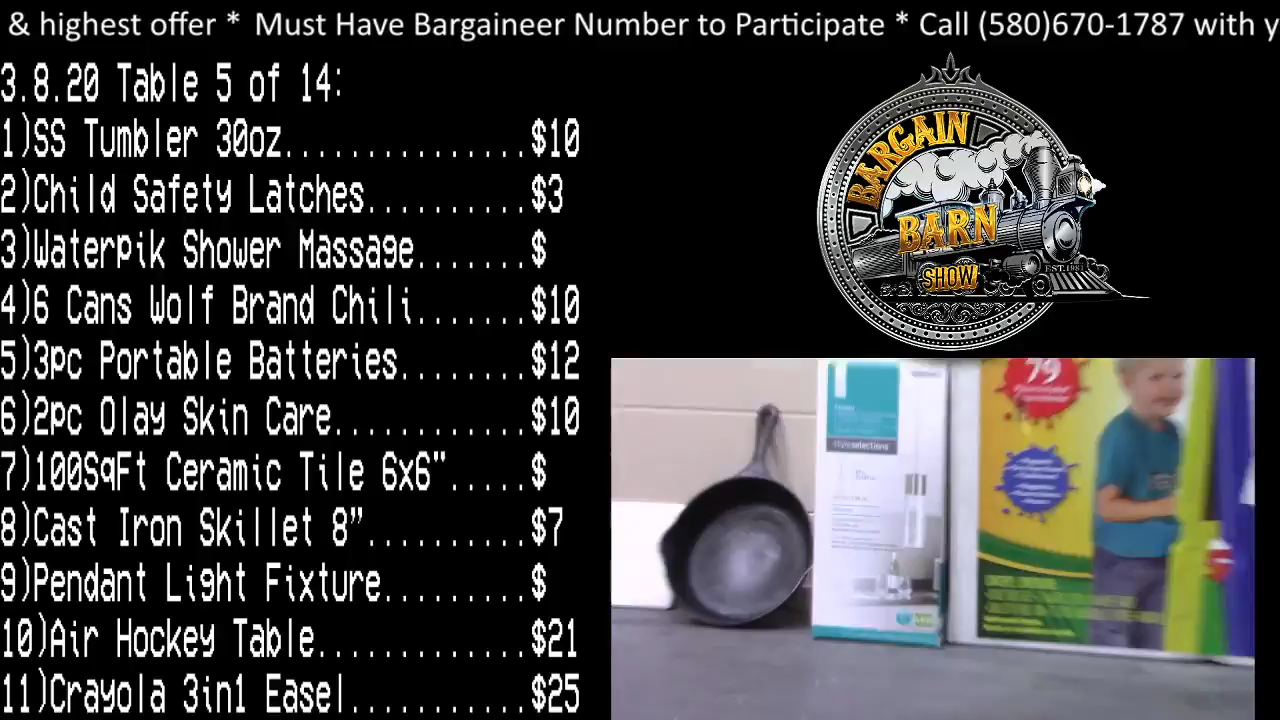 & highest offer * Must Have Bargaineer Number to Participate * Call (580)670-1787 with y
3.8.20 Table 5 of 14:
1)SS Tumbler 30oz...............$10
2)Child Safety Latches..........$3
3)Waterpik Shower Massage.......$
4)6 Cans Wolf Brand Chili.......$10
5)3pc Portable Batteries........$12
6)2pc Olay Skin Care............$10
7)100SqFt Ceramic Tile 6x6".....$
8)Cast Iron Skillet 8"..........$7
9)Pendant Light Fixture.........$
10)Air Hockey Table.............$21
11)Crayola 3in1 Easel...........$25
BARGAIN
BARN
SHOW
EST.
79
styleselections